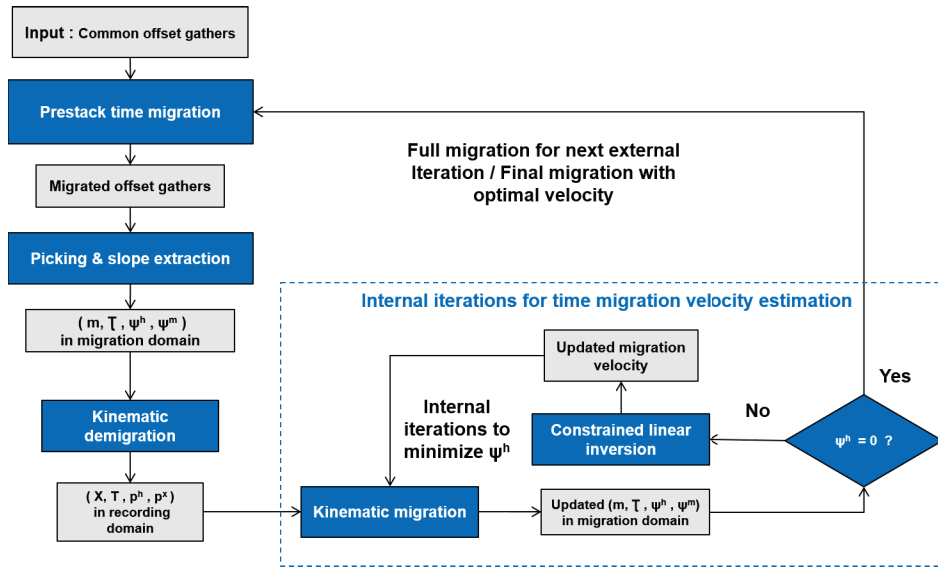 Input : Common offset gathers
Prestack time migration
Full migration for next external
Iteration / Final migration with
optimal velocity
Migrated offset gathers
Picking & slope extraction
Internal iterations for time migration velocity estimation
( m, Ʈ , ψʰ , ψᵐ )
in migration domain
Updated migration
velocity
Yes
Internal
iterations to
minimize ψʰ
No
Kinematic
demigration
Constrained linear
inversion
ψʰ = 0 ?
( X, T , pʰ , pˣ )
in recording
domain
Kinematic migration
Updated (m, Ʈ , ψʰ , ψᵐ)
in migration domain